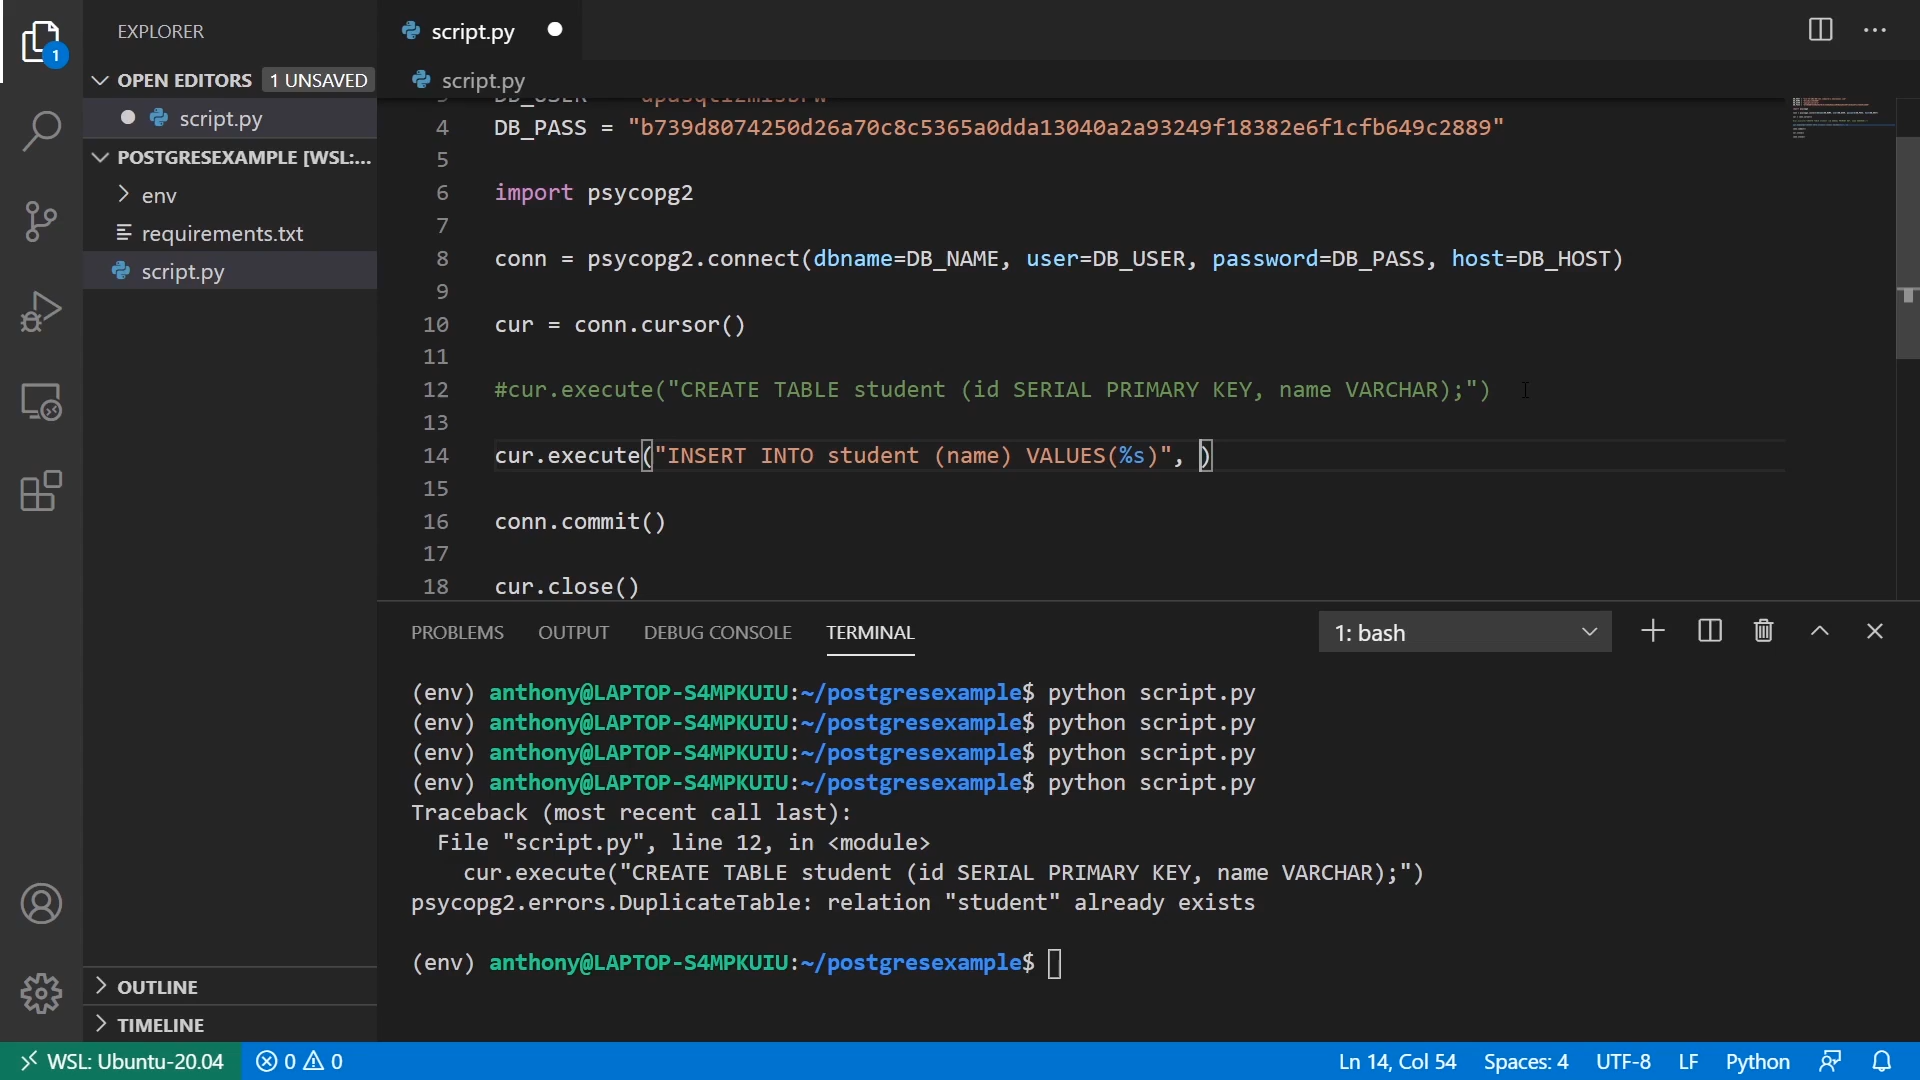 EXPLORER
script.py
1
OPEN EDITORS 1 UNSAVED
script.py
script.py
POSTGRESEXAMPLE [WSL:...
env
requirements.txt
script.py
4 DB_PASS = "b739d8074250d26a70c8c5365a0dda13040a2a93249f18382e6f1cfb649c2889"
5
6 import psycopg2
7
8 conn = psycopg2.connect(dbname=DB_NAME, user=DB_USER, password=DB_PASS, host=DB_HOST)
9
10 cur = conn.cursor()
11
12 #cur.execute("CREATE TABLE student (id SERIAL PRIMARY KEY, name VARCHAR);")
13
14 cur.execute("INSERT INTO student (name) VALUES(%s)", )
15
16 conn.commit()
17
18 cur.close()
PROBLEMS OUTPUT DEBUG CONSOLE TERMINAL 1: bash
(env) anthony@LAPTOP-S4MPKUIU:~/postgresexample$ python script.py
(env) anthony@LAPTOP-S4MPKUIU:~/postgresexample$ python script.py
(env) anthony@LAPTOP-S4MPKUIU:~/postgresexample$ python script.py
(env) anthony@LAPTOP-S4MPKUIU:~/postgresexample$ python script.py
Traceback (most recent call last):
File "script.py", line 12, in <module>
cur.execute("CREATE TABLE student (id SERIAL PRIMARY KEY, name VARCHAR);")
psycopg2.errors.DuplicateTable: relation "student" already exists
(env) anthony@LAPTOP-S4MPKUIU:~/postgresexample$
OUTLINE
TIMELINE
WSL: Ubuntu-20.04 0 0 Ln 14, Col 54 Spaces: 4 UTF-8 LF Python